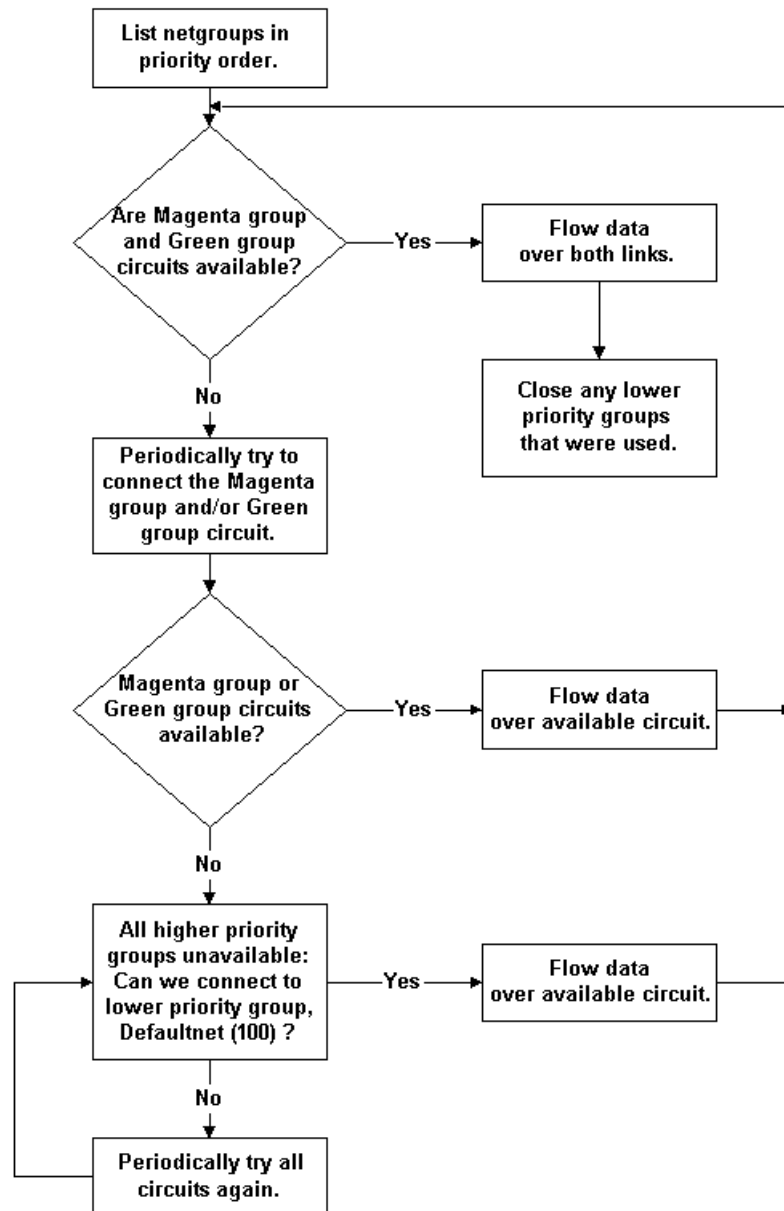 List netgroups in
priority order.
Are Magenta group
and Green group
circuits available?
Yes
Flow data
over both links.
Close any lower
priority groups
that were used.
No
Periodically try to
connect the Magenta
group and/or Green
group circuit.
Magenta group or
Green group circuits
available?
Yes
Flow data
over available circuit.
No
All higher priority
groups unavailable:
Can we connect to
lower priority group,
Defaultnet (100) ?
Yes
Flow data
over available circuit.
No
Periodically try all
circuits again.